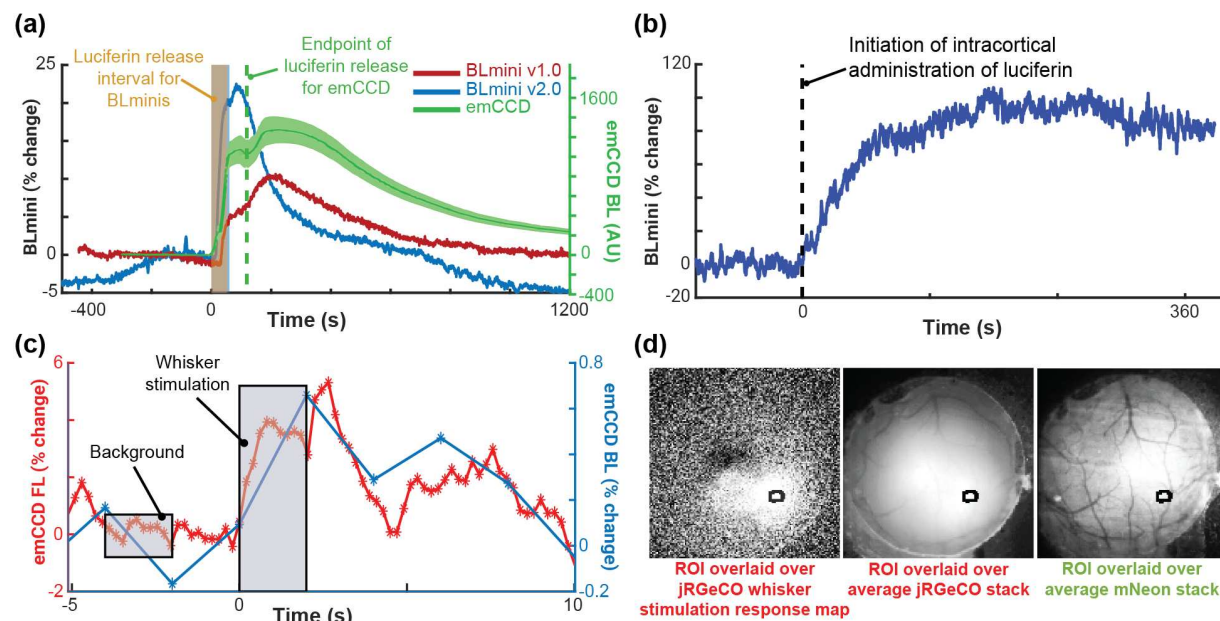 (a)
Luciferin release
interval for
BLminis
Endpoint of
luciferin release
for emCCD
BLmini v1.0
BLmini v2.0
emCCD
25
0
-5
BLmini (% change)
1600
0
-400
emCCD BL (AU)
-400
0
1200
Time (s)
(b)
Initiation of intracortical
administration of luciferin
120
0
-20
BLmini (% change)
0
360
Time (s)
(c)
Whisker
stimulation
Background
6
0
-2
emCCD FL (% change)
0.8
0
-0.2
emCCD BL (% change)
-5
0
10
Time (s)
(d)
ROI overlaid over
jRGeCO whisker
stimulation response map
ROI overlaid over
average jRGeCO stack
ROI overlaid over
average mNeon stack